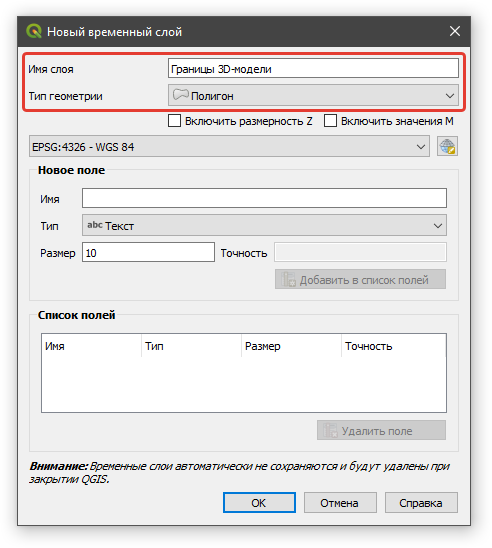 Новый временный слой
Имя слоя Границы 3D-модели
Тип геометрии Полигон
Включить размерность Z Включить значения M
EPSG:4326 - WGS 84
Новое поле
Имя
Тип abc Текст
Размер 10 Точность
Добавить в список полей
Список полей
Имя Тип Размер Точность
Удалить поле
Внимание: Временные слои автоматически не сохраняются и будут удалены при
закрытии QGIS.
OK Отмена Справка